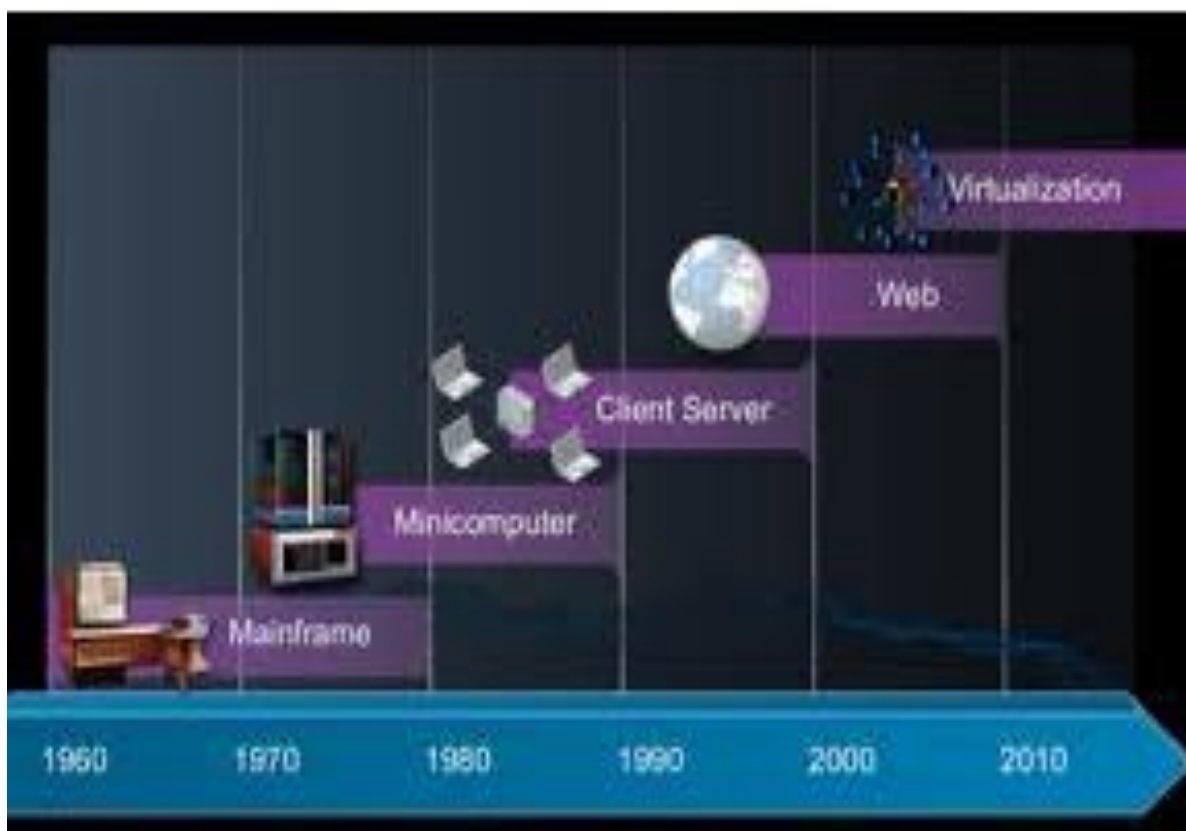 Virtualization
Web
Client Server
Minicomputer
Mainframe
1960 1970 1980 1990 2000 2010